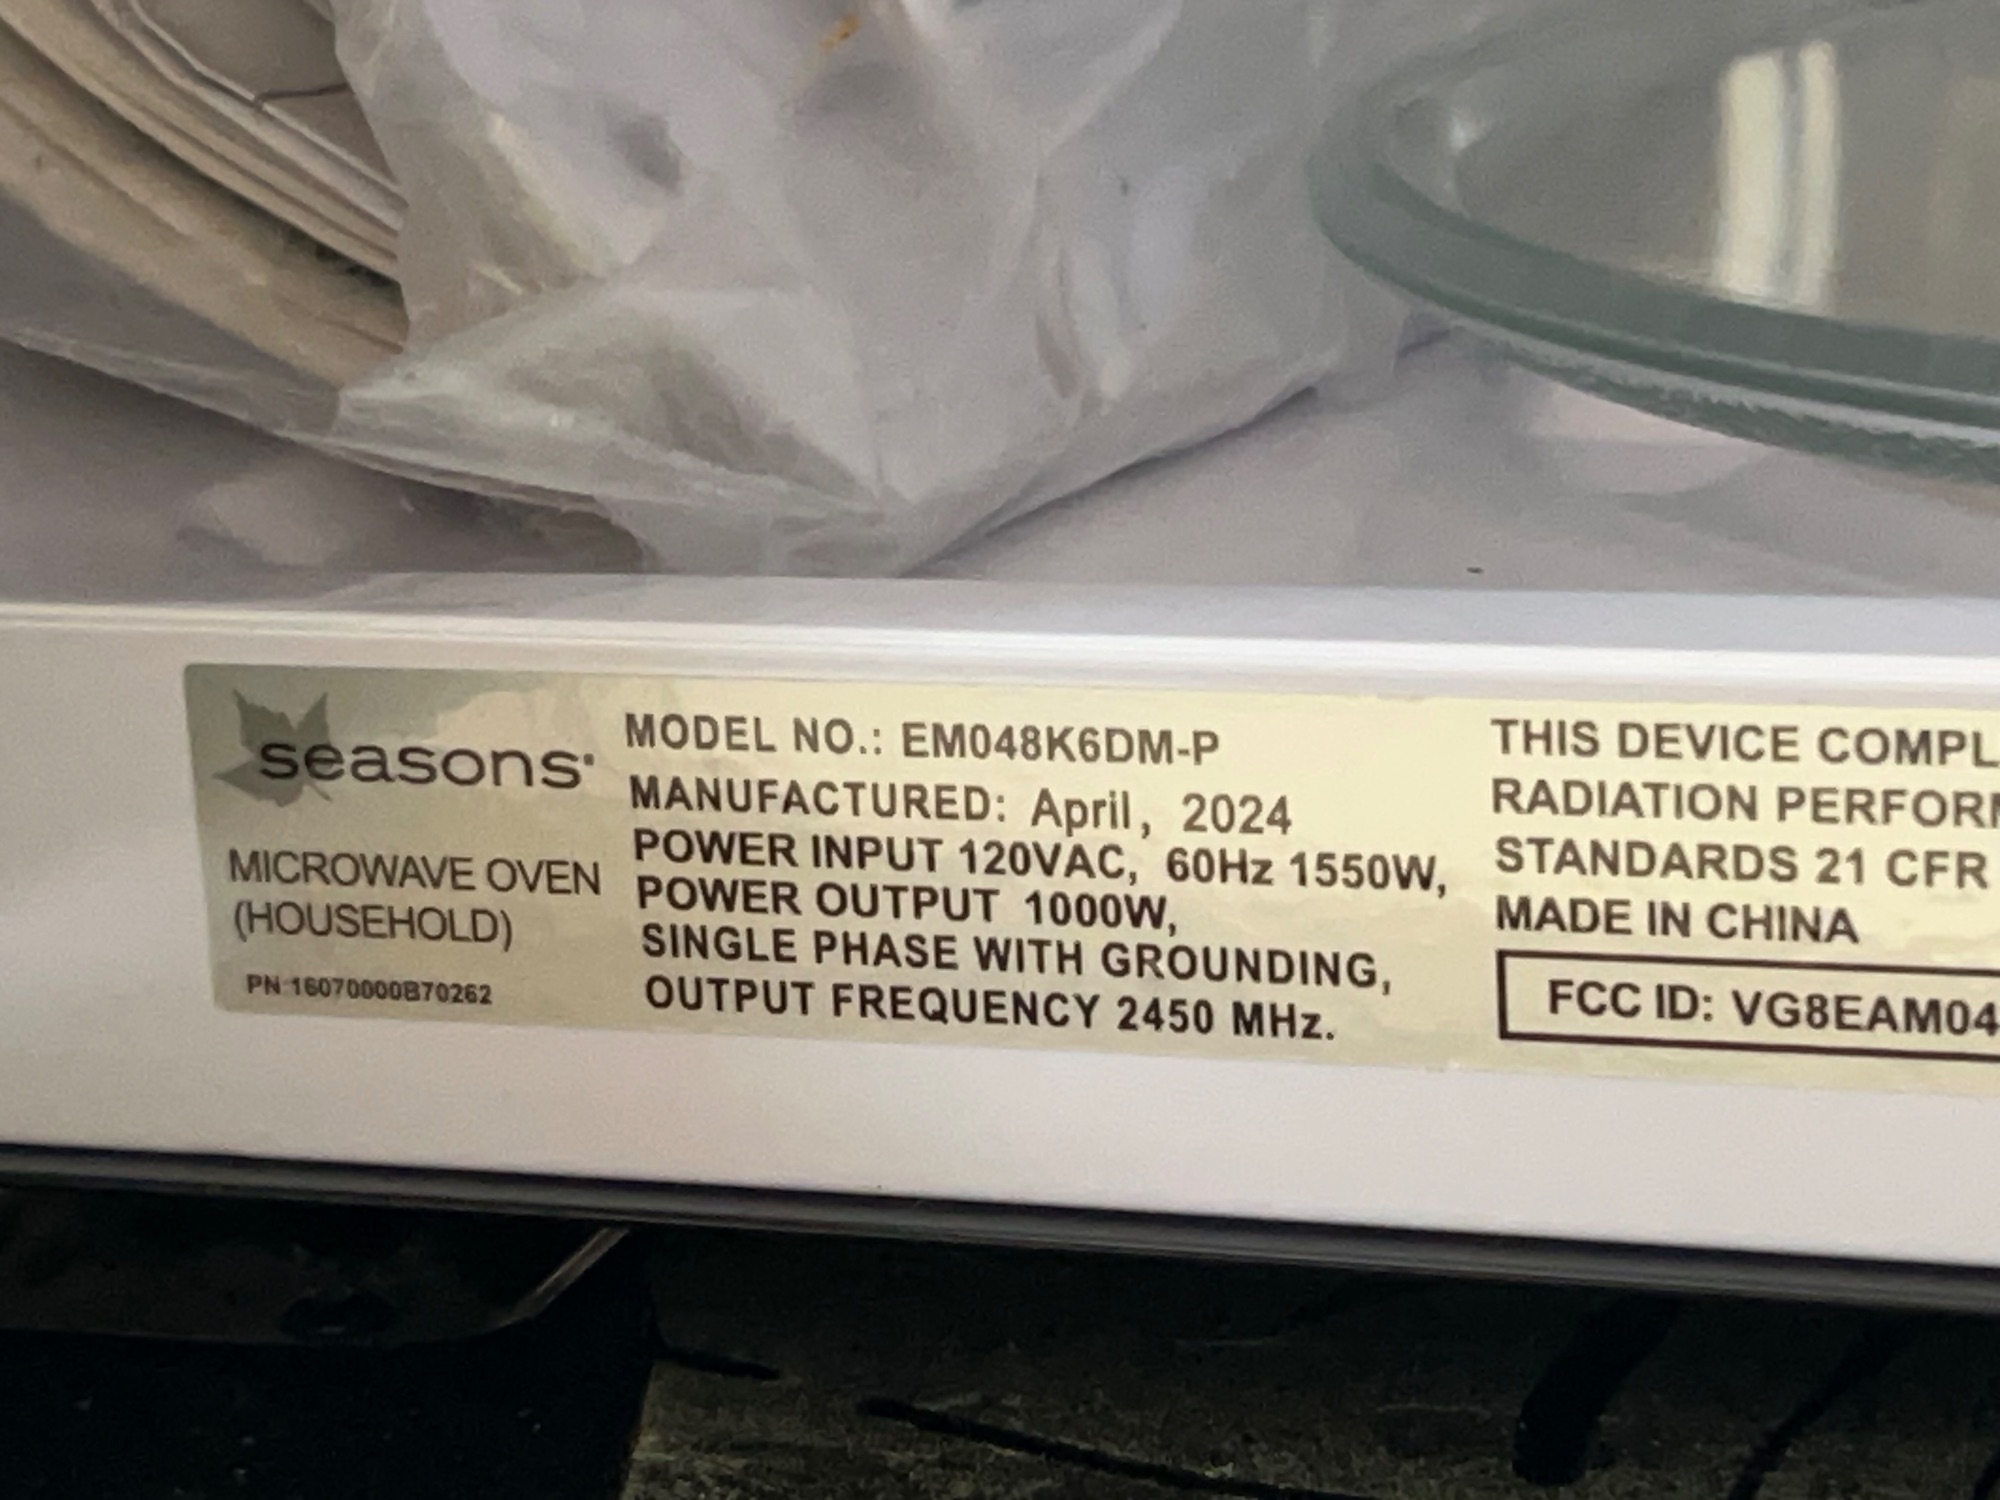 seasons®
MICROWAVE OVEN
(HOUSEHOLD)
PN 16070000B70262
MODEL NO.: EM048K6DM-P
MANUFACTURED: April, 2024
POWER INPUT 120VAC, 60Hz 1550W,
POWER OUTPUT 1000W,
SINGLE PHASE WITH GROUNDING,
OUTPUT FREQUENCY 2450 MHz.
THIS DEVICE COMPL
RADIATION PERFOR
STANDARDS 21 CFR
MADE IN CHINA
FCC ID: VG8EAM04